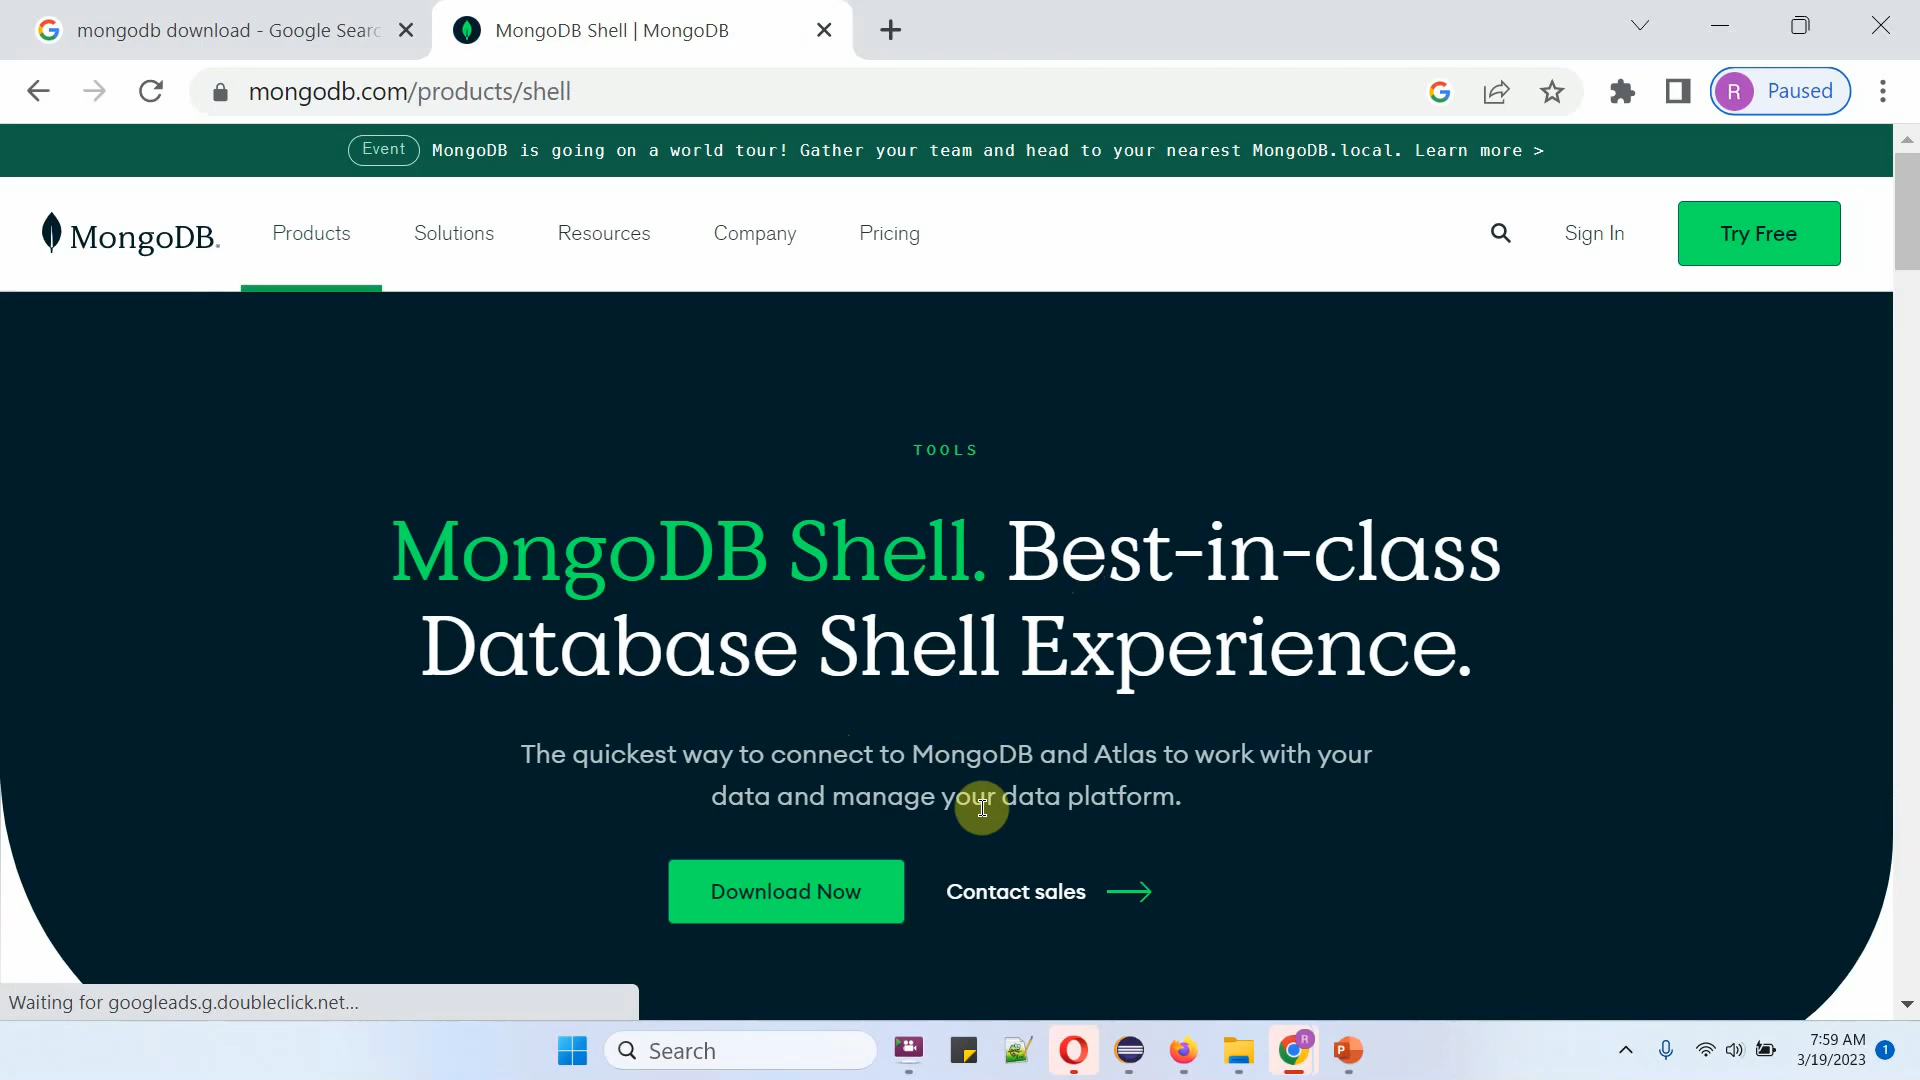 mongodb download - Google Searc
MongoDB Shell | MongoDB
mongodb.com/products/shell
R Paused
Event MongoDB is going on a world tour! Gather your team and head to your nearest MongoDB.local. Learn more >
MongoDB. Products Solutions Resources Company Pricing Sign In Try Free
TOOLS
MongoDB Shell. Best-in-class
Database Shell Experience.
The quickest way to connect to MongoDB and Atlas to work with your
data and manage your data platform.
Download Now Contact sales
Waiting for googleads.g.doubleclick.net...
Search
R
7:59 AM
3/19/2023
1